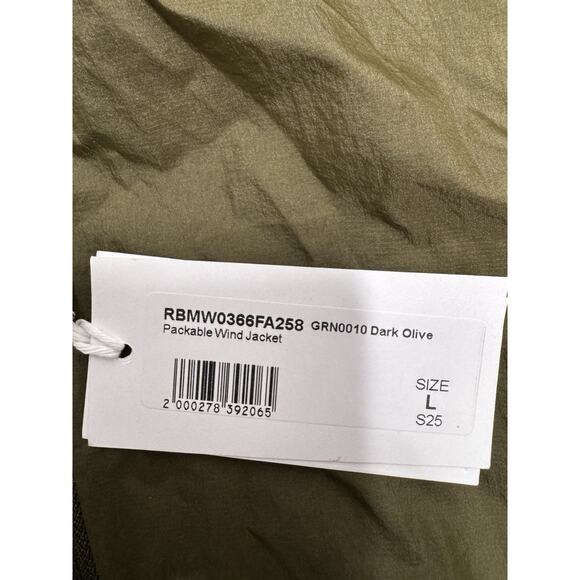 RBMW0366FA258 GRN0010 Dark Olive
Packable Wind Jacket
2 000278 392065
SIZE
L
S25